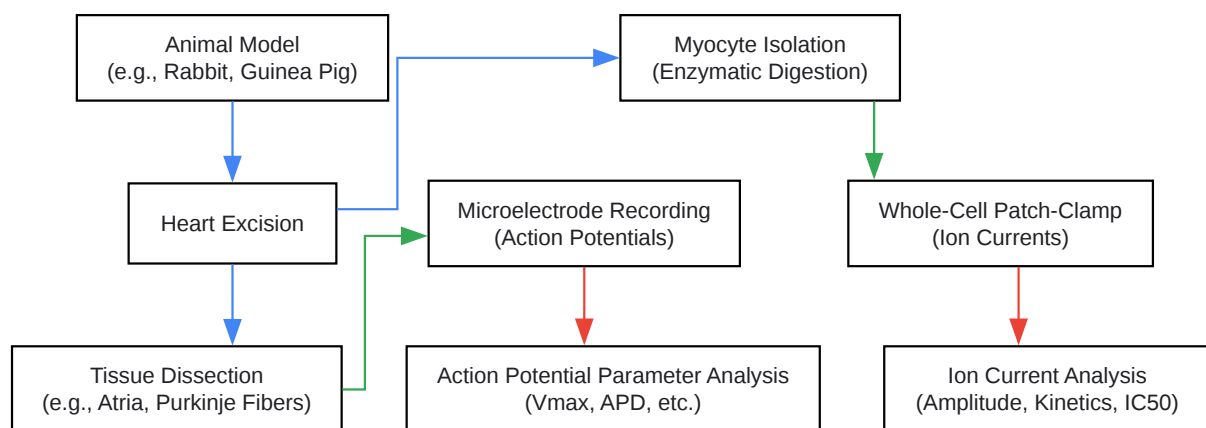 Animal Model
(e.g., Rabbit, Guinea Pig)
Myocyte Isolation
(Enzymatic Digestion)
Heart Excision
Microelectrode Recording
(Action Potentials)
Whole-Cell Patch-Clamp
(Ion Currents)
Tissue Dissection
(e.g., Atria, Purkinje Fibers)
Action Potential Parameter Analysis
(Vmax, APD, etc.)
Ion Current Analysis
(Amplitude, Kinetics, IC50)